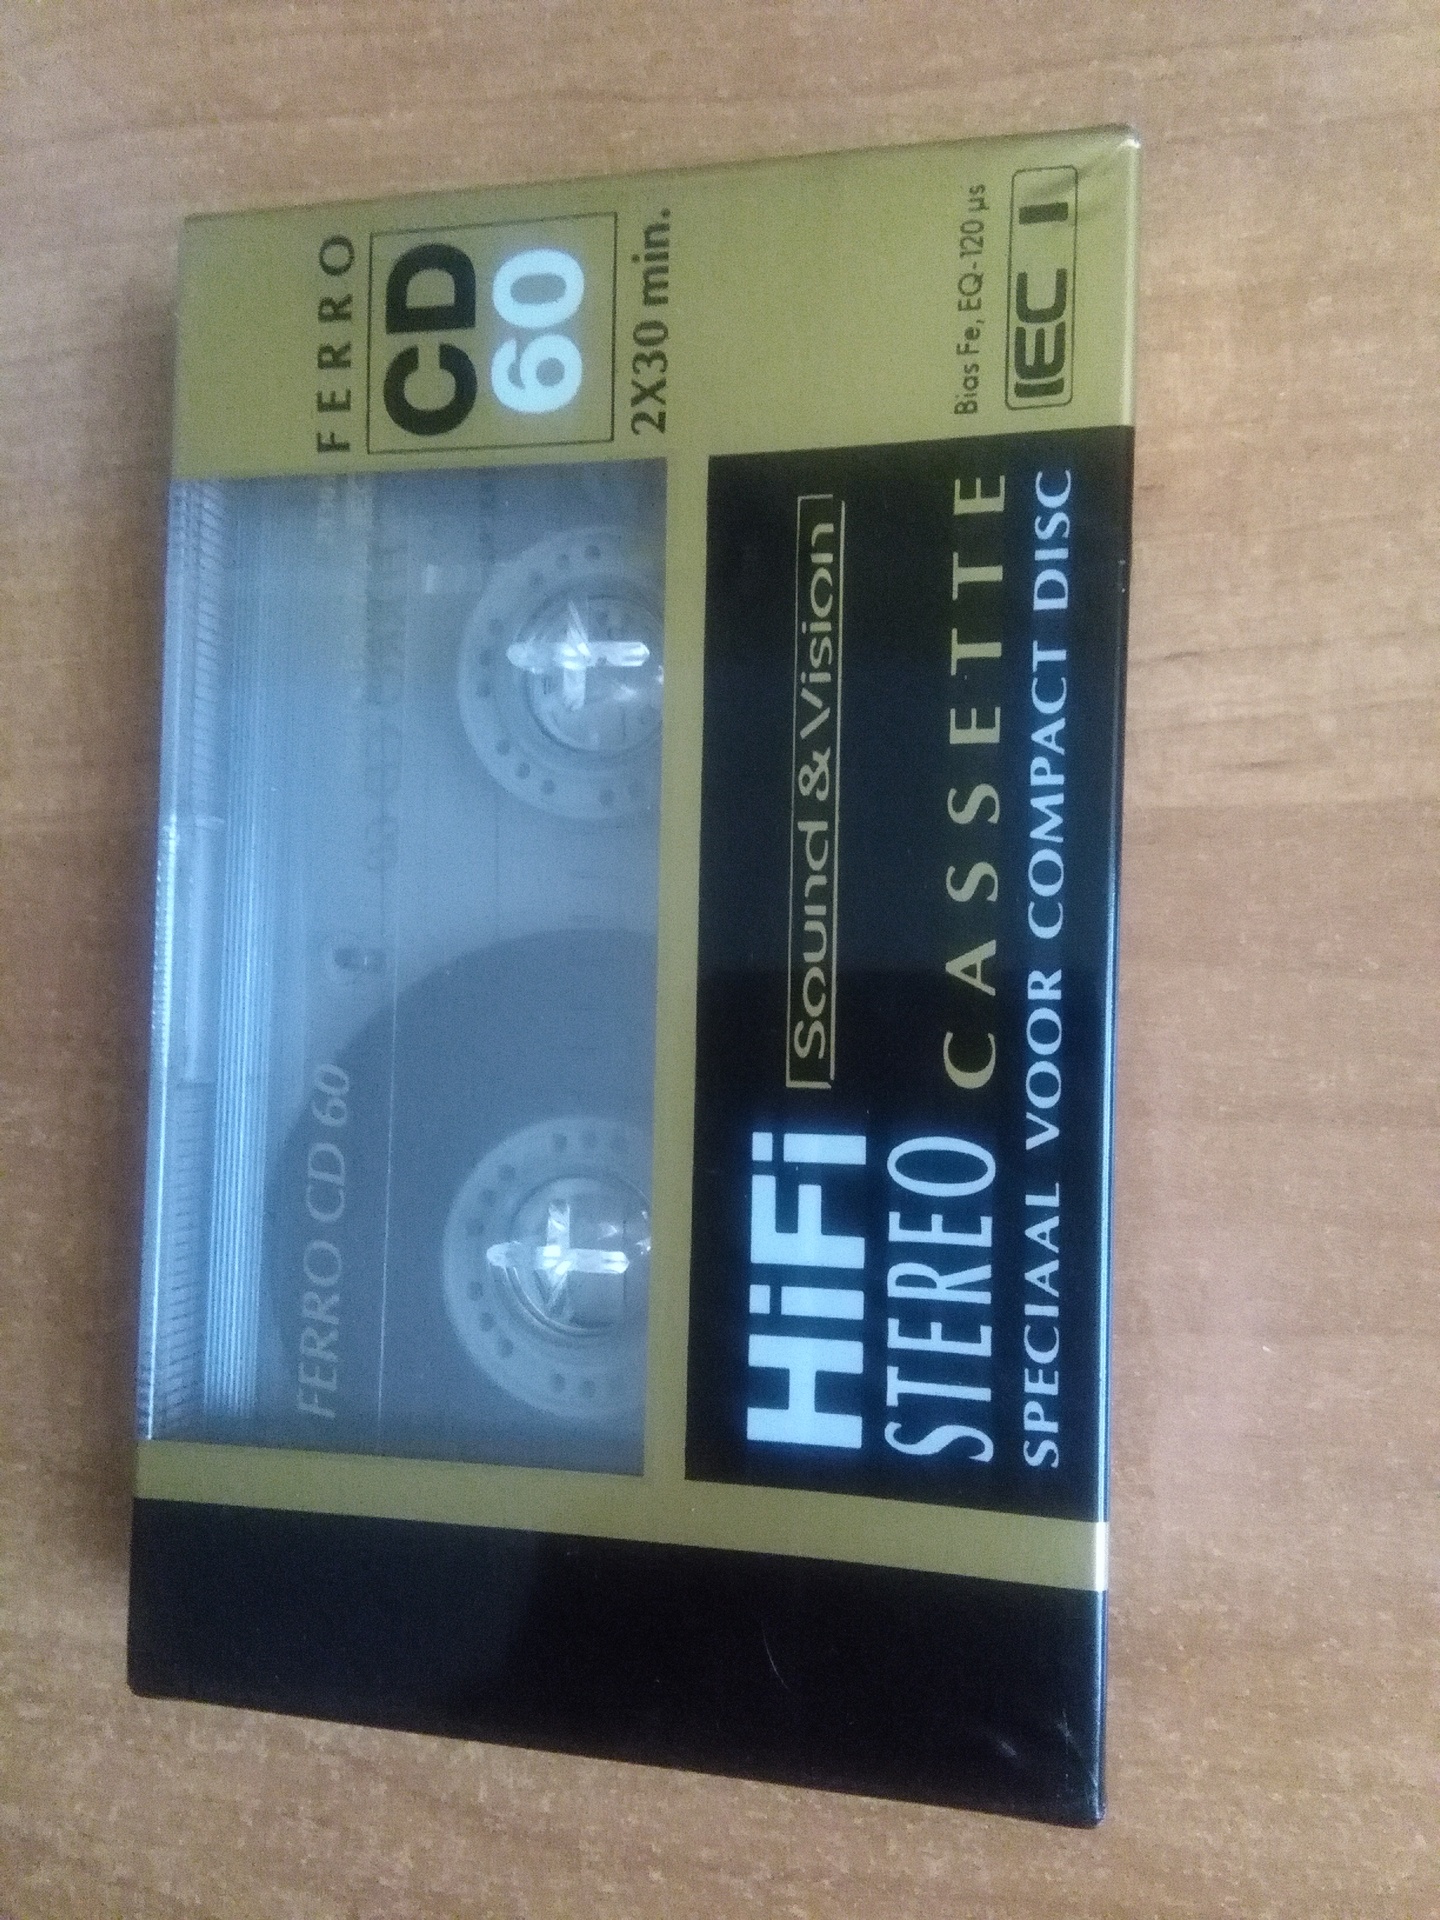 FERRO
CD
60
2X30 min.
Bias Fe, EQ-120 µs
IEC I
FERRO CD 60
HiFi Sound & Vision
STEREO CASSETTE
SPECIAAL VOOR COMPACT DISC